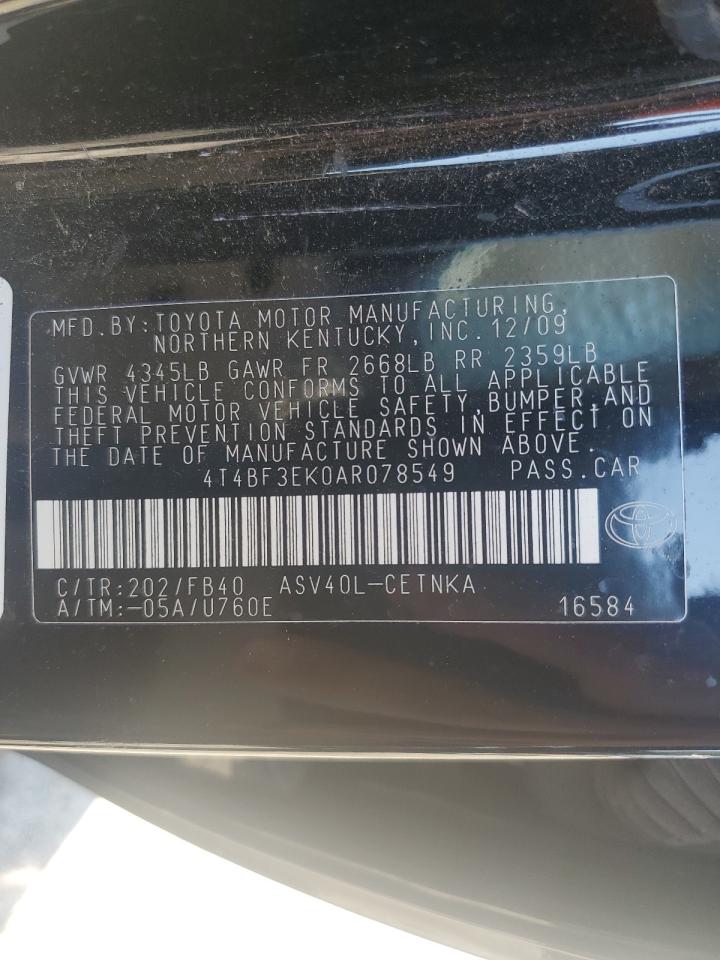 MFD.BY:TOYOTA MOTOR MANUFACTURING,
NORTHERN KENTUCKY,INC.12/09
GVWR 4345LB GAWR FR 2668LB RR 2359LB
THIS VEHICLE CONFORMS TO ALL APPLICABLE
FEDERAL MOTOR VEHICLE SAFETY,BUMPER,AND
THEFT PREVENTION STANDARDS IN EFFECT ON
THE DATE OF MANUFACTURE SHOWN ABOVE.
4T4BF3EK0AR078549 PASS.CAR
C/TR:202/FB40 ASV40L-CETNKA
A/TM:-05A/U760E 16584